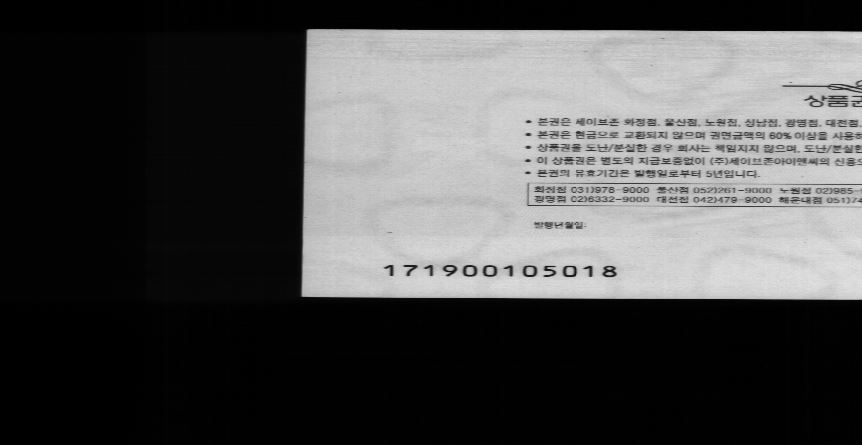 상품권
• 본권은 세이브존 화정점, 울산점, 노원점, 성남점, 광명점, 대전점,
• 본권은 현금으로 교환되지 않으며 권면금액의 60% 이상을 사용하
• 상품권을 도난/분실한 경우 회사는 책임지지 않으며, 도난/분실한
• 이 상품권은 별도의 지급보증없이 (주)세이브존아이앤씨의 신용으
• 본권의 유효기간은 발행일로부터 5년입니다.
화정점 031)978-9000 울산점 052)261-9000 노원점 02)985-
광명점 02)6332-9000 대전점 042)479-9000 해운대점 051)74
발행년월일:
171900105018